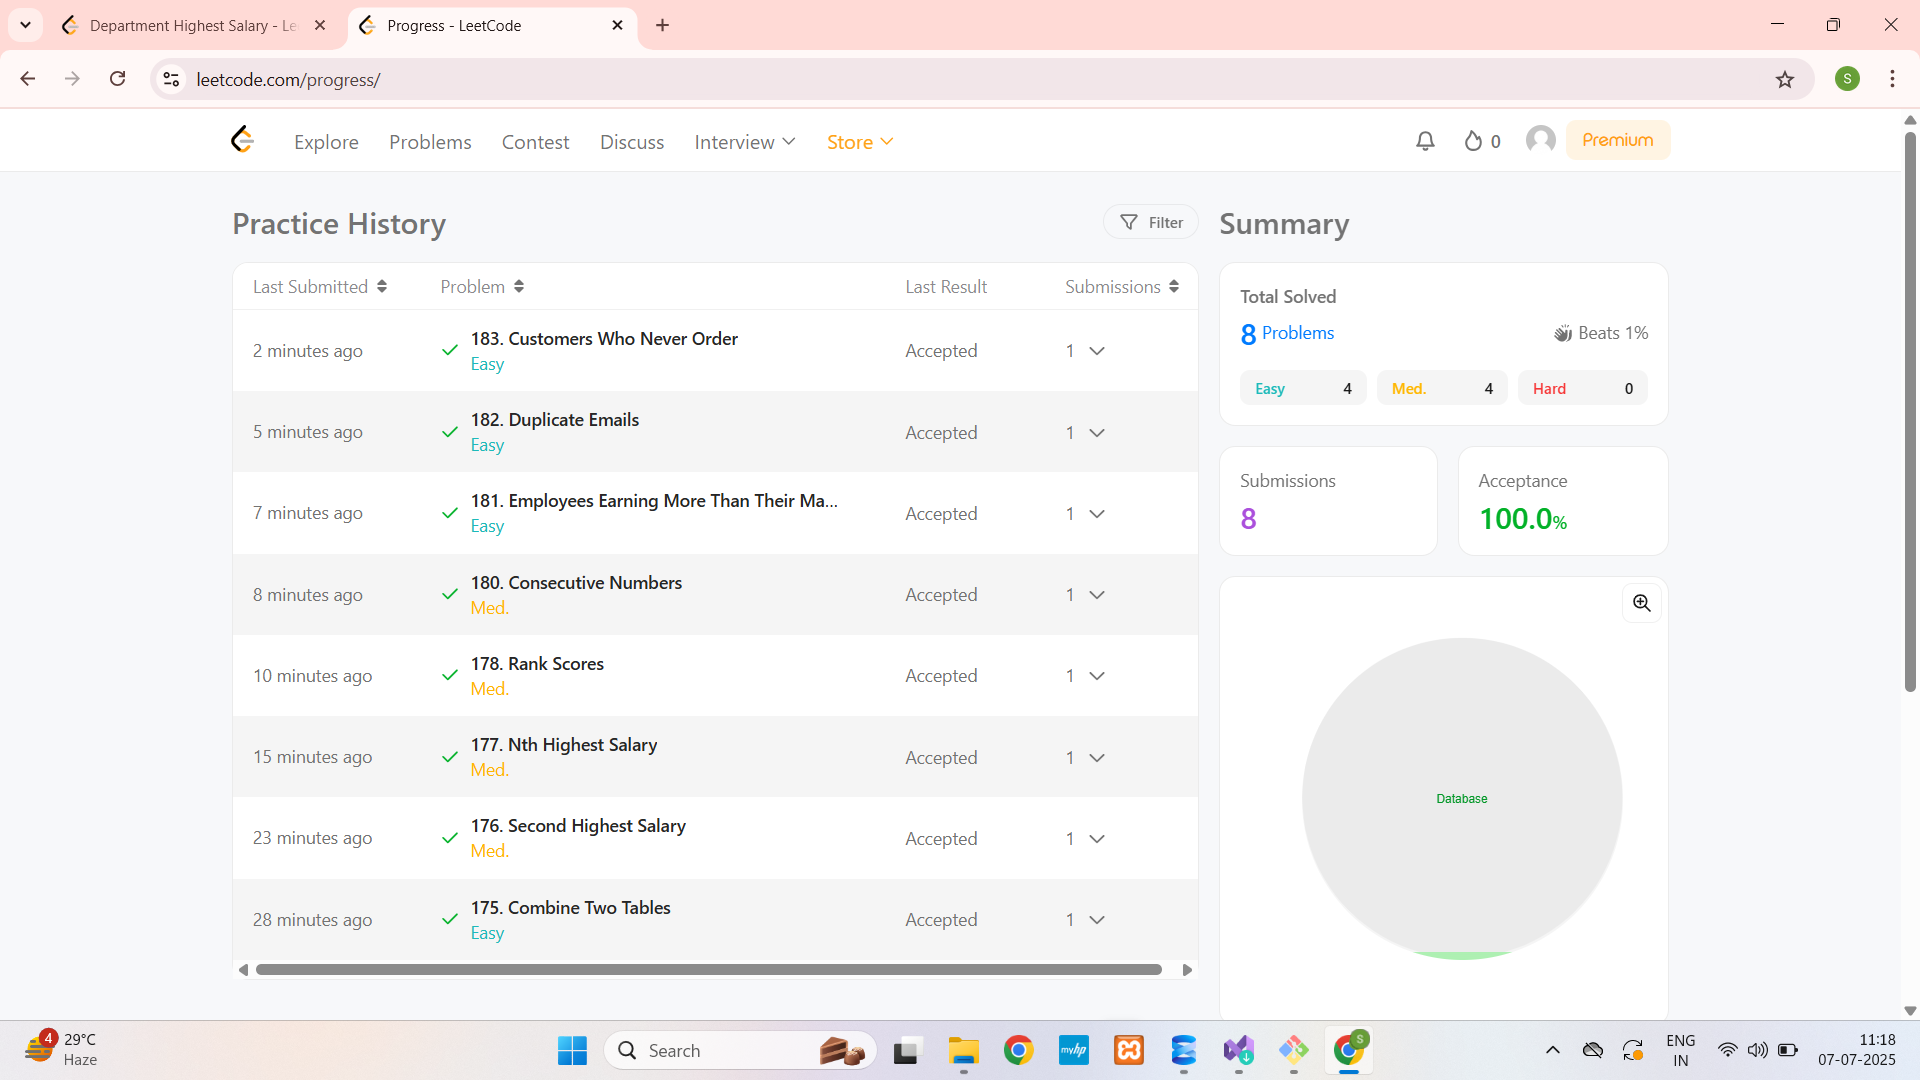 Department Highest Salary - Le
Progress - LeetCode
leetcode.com/progress/
S
Explore
Problems
Contest
Discuss
Interview
Store
0
Premium
Practice History
Filter
Summary
Last Submitted
Problem
Last Result
Submissions
2 minutes ago
183. Customers Who Never Order
Easy
Accepted
1
5 minutes ago
182. Duplicate Emails
Easy
Accepted
1
7 minutes ago
181. Employees Earning More Than Their Ma...
Easy
Accepted
1
8 minutes ago
180. Consecutive Numbers
Med.
Accepted
1
10 minutes ago
178. Rank Scores
Med.
Accepted
1
15 minutes ago
177. Nth Highest Salary
Med.
Accepted
1
23 minutes ago
176. Second Highest Salary
Med.
Accepted
1
28 minutes ago
175. Combine Two Tables
Easy
Accepted
1
Total Solved
8 Problems
Beats 1%
Easy 4
Med. 4
Hard 0
Submissions
8
Acceptance
100.0%
Database
4
29°C
Haze
Search
myhp
S
ENG
IN
11:18
07-07-2025